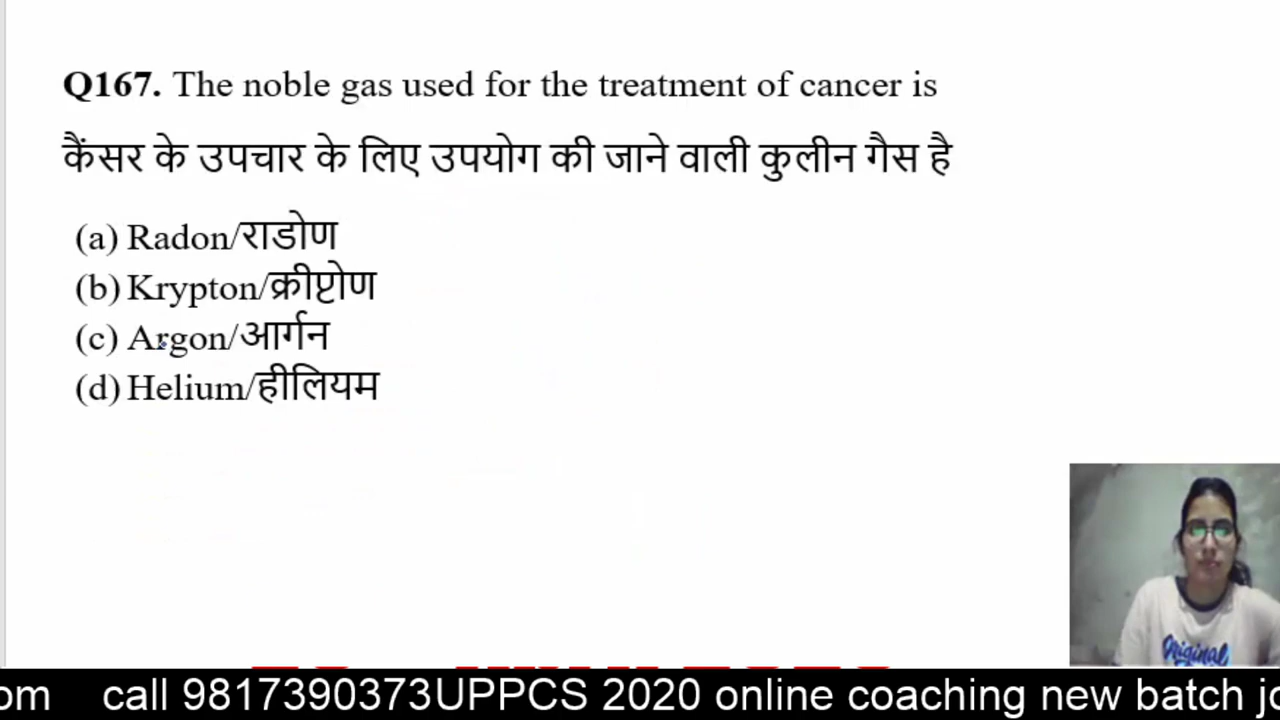 Q167. The noble gas used for the treatment of cancer is
कैंसर के उपचार के लिए उपयोग की जाने वाली कुलीन गैस है
(a) Radon/राडोण
(b) Krypton/क्रीप्टोण
(c) Argon/आर्गन
(d) Helium/हीलियम
Original
om call 9817390373UPPCS 2020 online coaching new batch jo